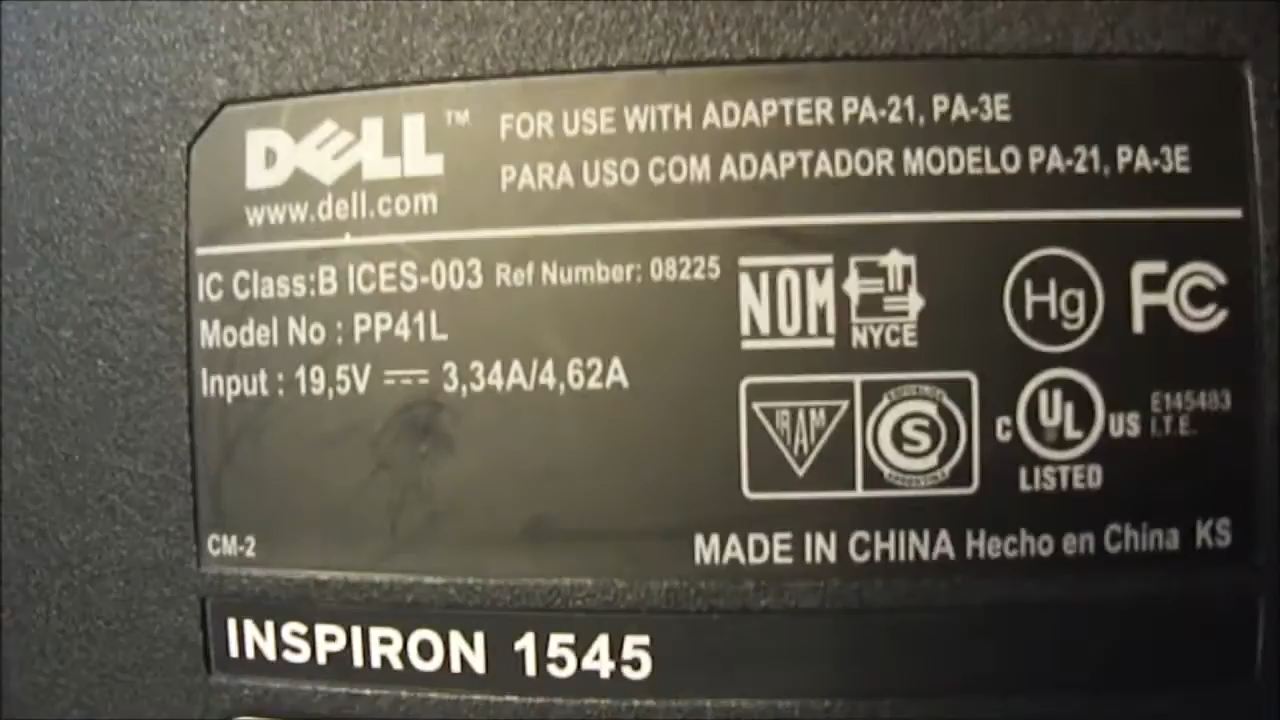 DELL™
www.dell.com
FOR USE WITH ADAPTER PA-21, PA-3E
PARA USO COM ADAPTADOR MODELO PA-21, PA-3E
IC Class:B ICES-003 Ref Number: 08225
Model No : PP41L
Input : 19,5V ⎓ 3,34A/4,62A
NOM
NYCE
Hg
FC
IRAM
S
C UL US
LISTED
E145483
I.T.E.
CM-2
MADE IN CHINA Hecho en China KS
INSPIRON 1545